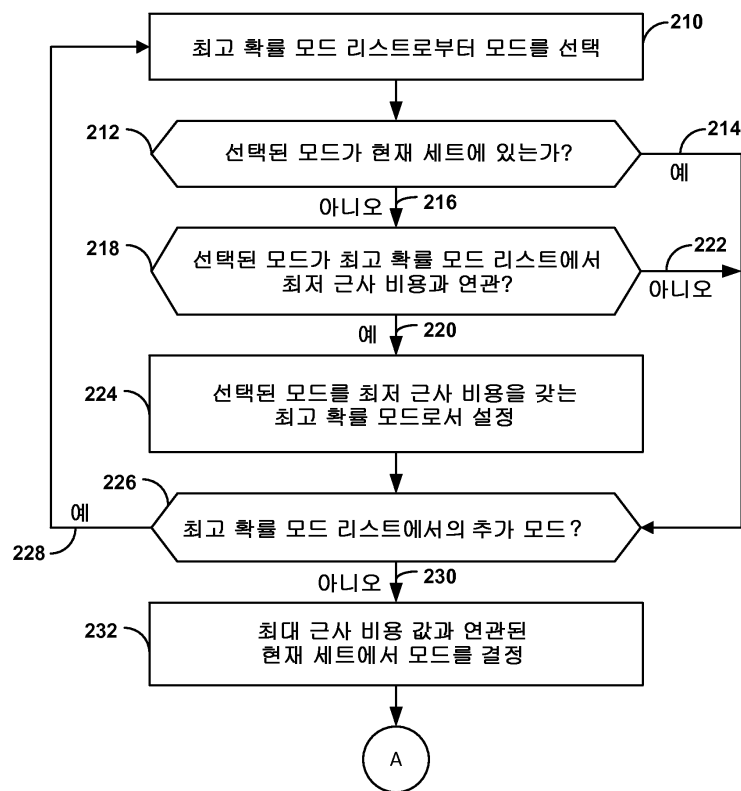 최고 확률 모드 리스트로부터 모드를 선택
210
212
선택된 모드가 현재 세트에 있는가?
214
예
아니오
216
218
선택된 모드가 최고 확률 모드 리스트에서
최저 근사 비용과 연관?
222
아니오
예
220
224
선택된 모드를 최저 근사 비용을 갖는
최고 확률 모드로서 설정
226
예
228
최고 확률 모드 리스트에서의 추가 모드?
아니오
230
232
최대 근사 비용 값과 연관된
현재 세트에서 모드를 결정
A